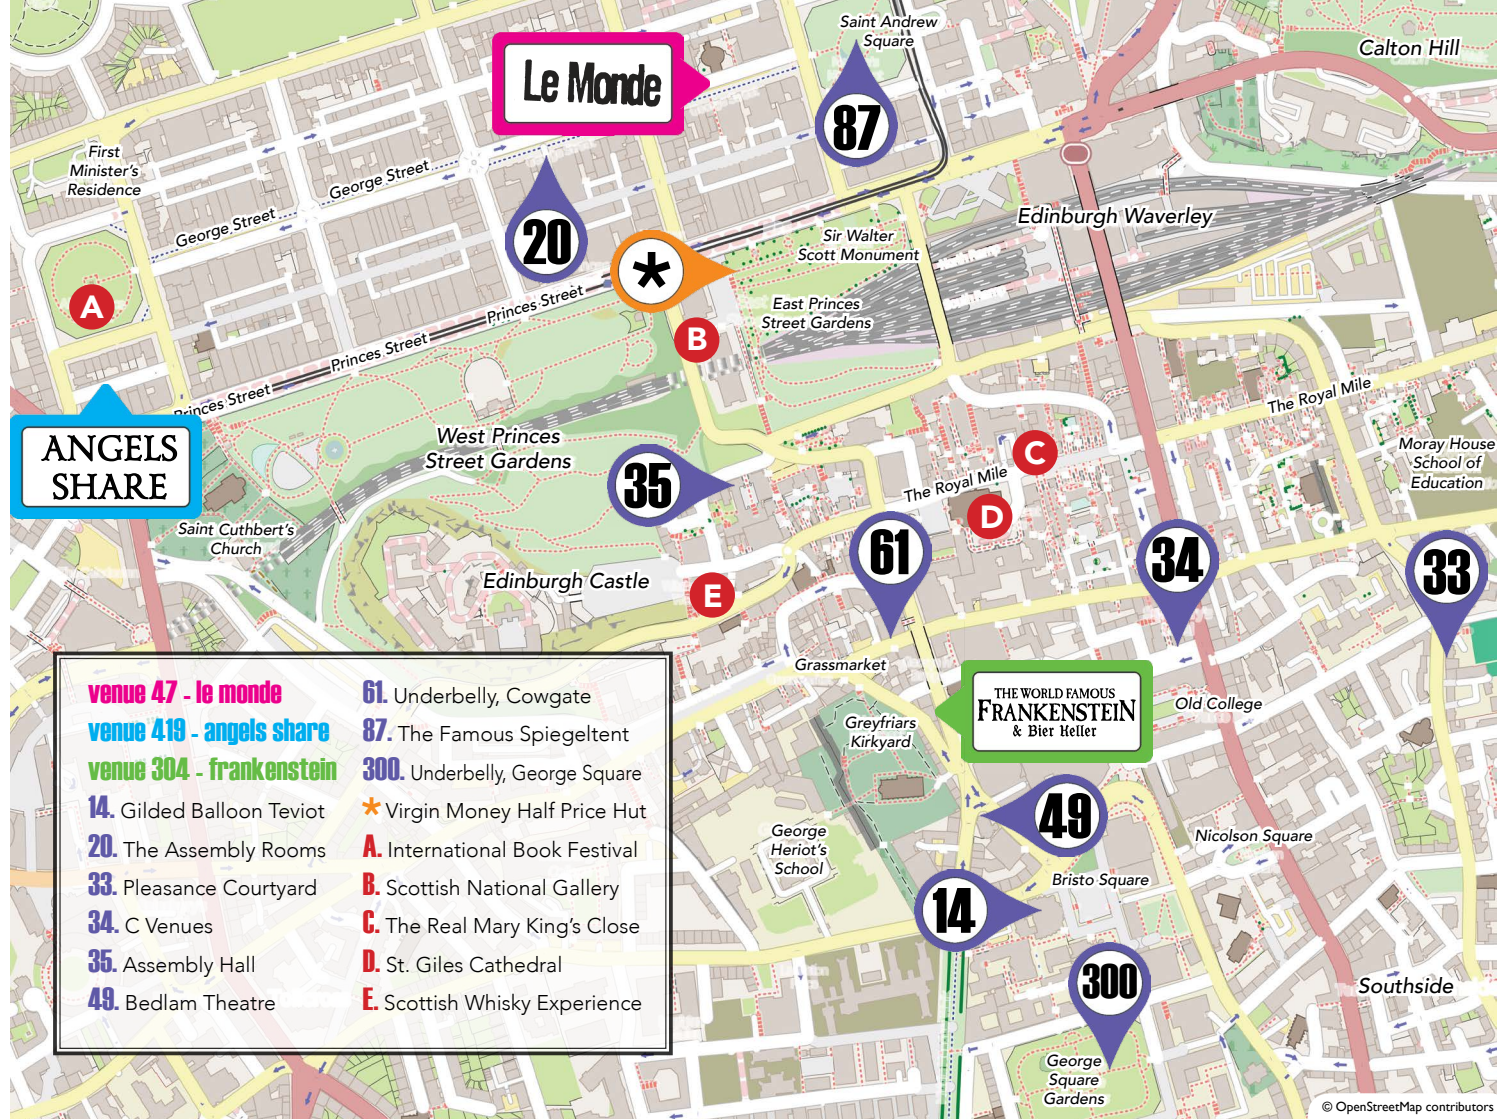 Saint Andrew
Square
Calton Hill
Le Monde
87
First
Minister's
Residence
George Street
George Street
20
*
Edinburgh Waverley
Sir Walter
Scott Monument
A
Princes Street
East Princes
Street Gardens
B
Princes Street
Princes Street
The Royal Mile
ANGELS
SHARE
West Princes
Street Gardens
Moray House
School of
Education
C
35
The Royal Mile
D
Saint Cuthbert's
Church
61
34
33
Edinburgh Castle
E
Grassmarket
THE WORLD FAMOUS
FRANKENSTEIN
& Bier Keller
Old College
Greyfriars
Kirkyard
49
George
Heriot's
School
Nicolson Square
Bristo Square
14
300
Southside
George
Square
Gardens
venue 47 - le monde
venue 419 - angels share
venue 304 - frankenstein
14. Gilded Balloon Teviot
20. The Assembly Rooms
33. Pleasance Courtyard
34. C Venues
35. Assembly Hall
49. Bedlam Theatre
61. Underbelly, Cowgate
87. The Famous Spiegeltent
300. Underbelly, George Square
* Virgin Money Half Price Hut
A. International Book Festival
B. Scottish National Gallery
C. The Real Mary King's Close
D. St. Giles Cathedral
E. Scottish Whisky Experience
© OpenStreetMap contributors